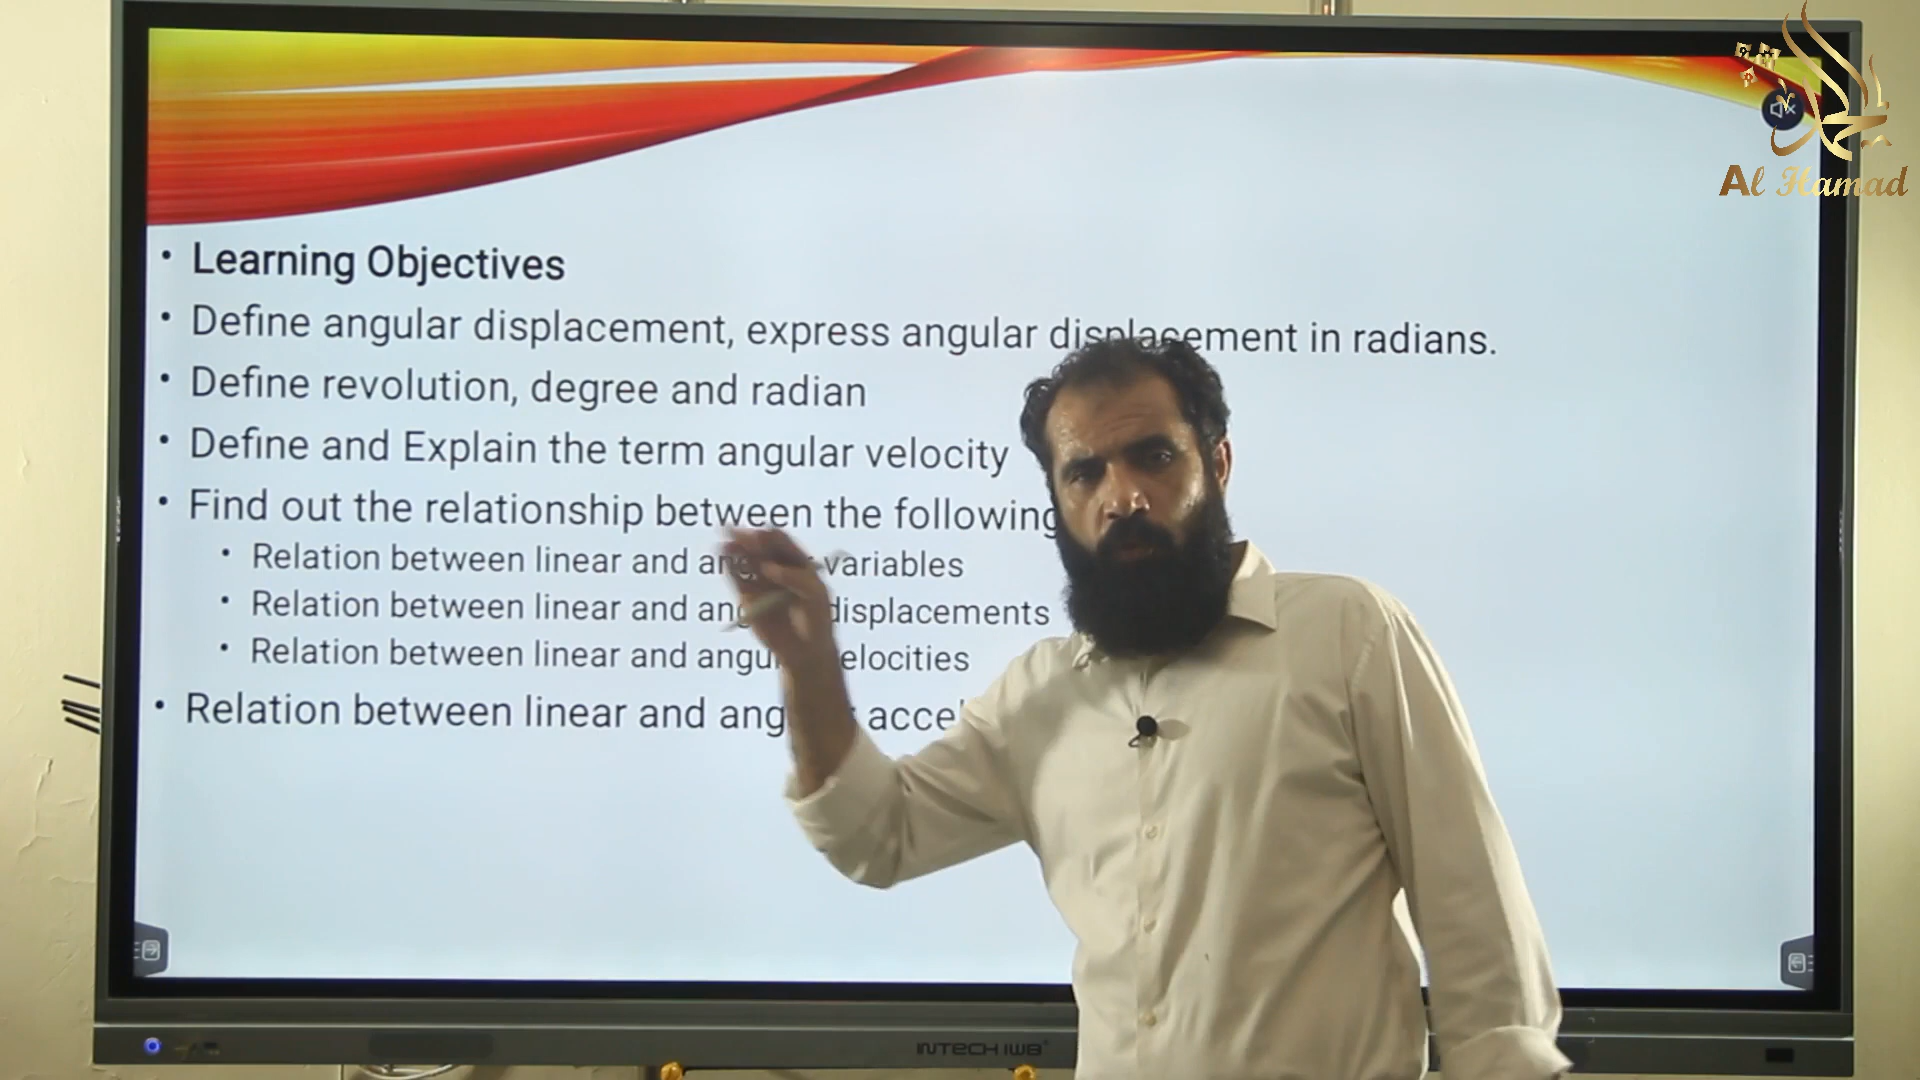 Al Hamad
Learning Objectives
Define angular displacement, express angular displacement in radians.
Define revolution, degree and radian
Define and Explain the term angular velocity
Find out the relationship between the following
Relation between linear and variables
Relation between linear and displacements
Relation between linear and
Relation between linear and
INTECH IWB